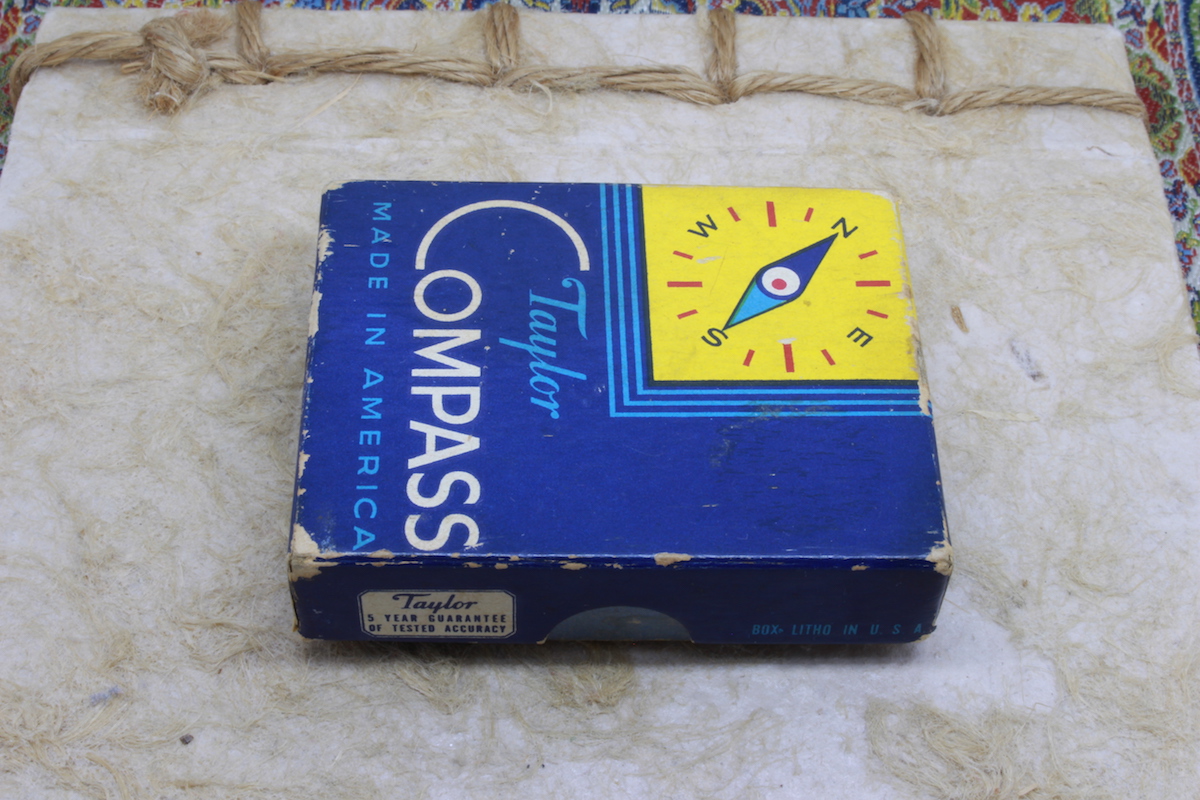 Taylor
COMPASS
MADE IN AMERICA
N
E
S
W
Taylor
5 YEAR GUARANTEE
OF TESTED ACCURACY
BOX- LITHO IN U. S. A.